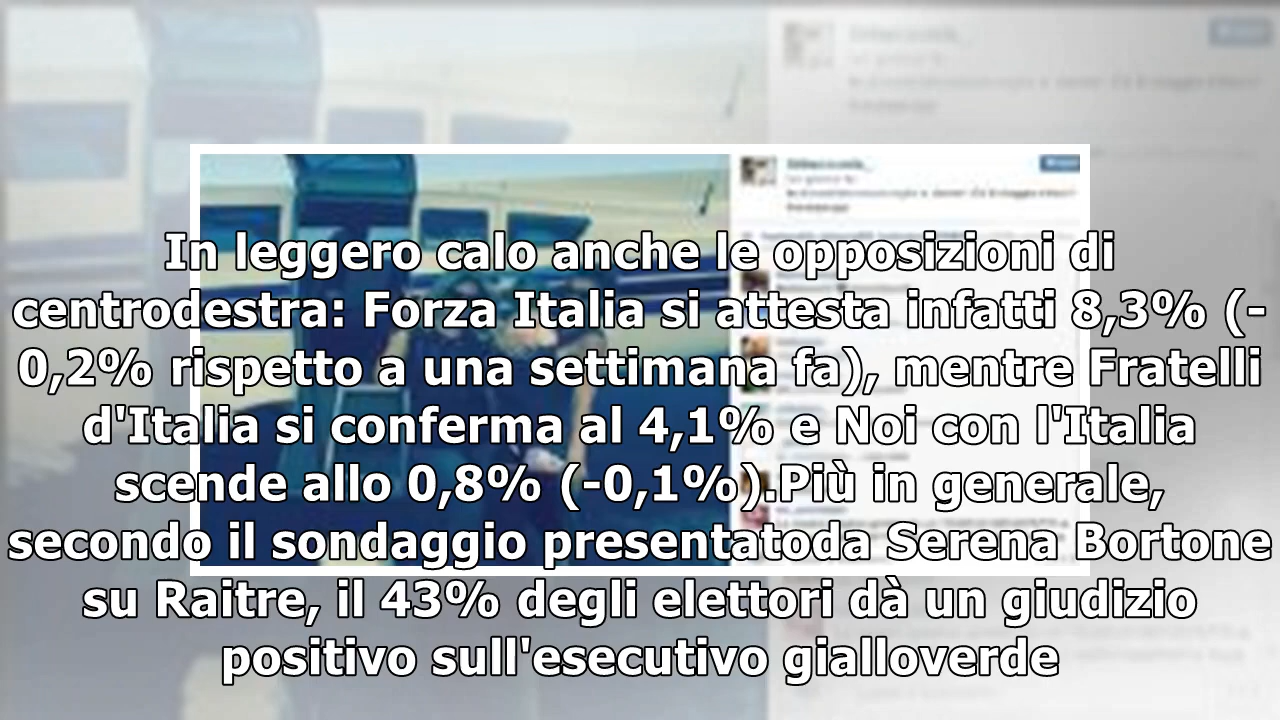 In leggero calo anche le opposizioni di
centrodestra: Forza Italia si attesta infatti 8,3% (-
0,2% rispetto a una settimana fa), mentre Fratelli
d'Italia si conferma al 4,1% e Noi con l'Italia
scende allo 0,8% (-0,1%).Più in generale,
secondo il sondaggio presentatoda Serena Bortone
su Raitre, il 43% degli elettori dà un giudizio
positivo sull'esecutivo gialloverde